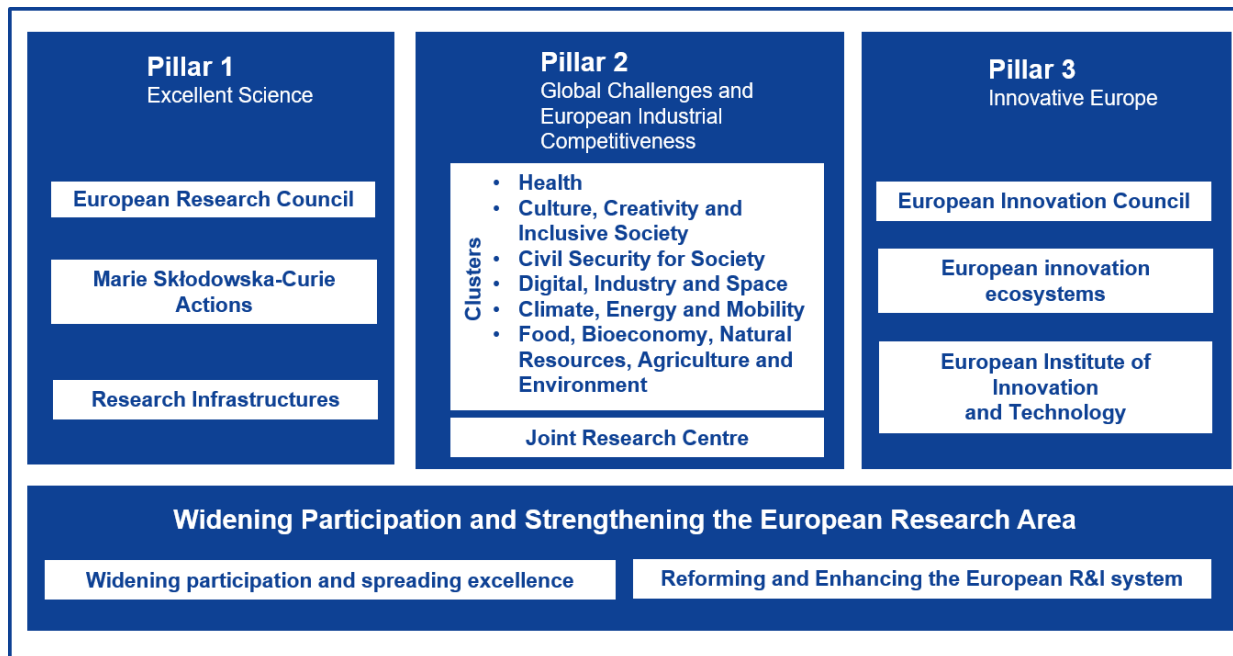 Pillar 1
Excellent Science
European Research Council
Marie Skłodowska-Curie
Actions
Research Infrastructures
Pillar 2
Global Challenges and
European Industrial
Competitiveness
Clusters
• Health
• Culture, Creativity and
Inclusive Society
• Civil Security for Society
• Digital, Industry and Space
• Climate, Energy and Mobility
• Food, Bioeconomy, Natural
Resources, Agriculture and
Environment
Joint Research Centre
Pillar 3
Innovative Europe
European Innovation Council
European innovation
ecosystems
European Institute of
Innovation
and Technology
Widening Participation and Strengthening the European Research Area
Widening participation and spreading excellence
Reforming and Enhancing the European R&I system